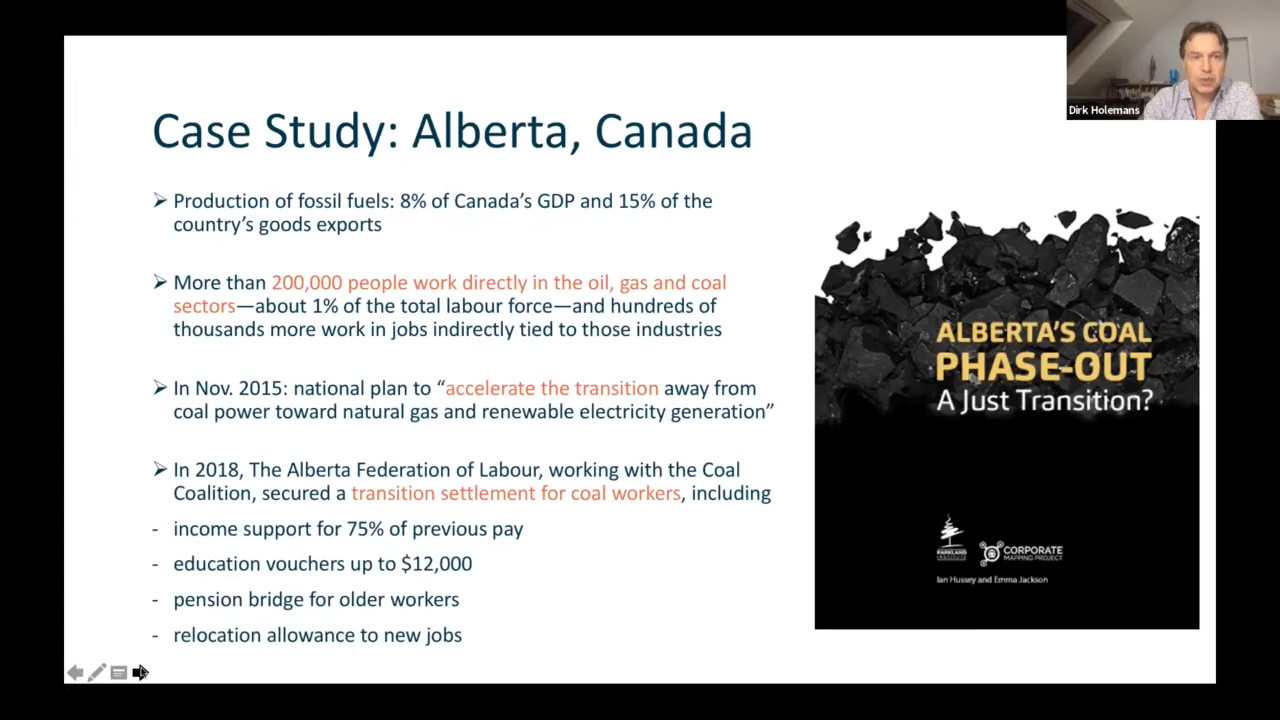 Dirk Holemans
Case Study: Alberta, Canada
➢ Production of fossil fuels: 8% of Canada’s GDP and 15% of the
country’s goods exports
➢ More than 200,000 people work directly in the oil, gas and coal
sectors—about 1% of the total labour force—and hundreds of
thousands more work in jobs indirectly tied to those industries
➢ In Nov. 2015: national plan to “accelerate the transition away from
coal power toward natural gas and renewable electricity generation”
➢ In 2018, The Alberta Federation of Labour, working with the Coal
Coalition, secured a transition settlement for coal workers, including
- income support for 75% of previous pay
- education vouchers up to $12,000
- pension bridge for older workers
- relocation allowance to new jobs
ALBERTA’S COAL
PHASE-OUT
A Just Transition?
PARKLAND
CORPORATE
MAPPING PROJECT
Ian Hussey and Emma Jackson